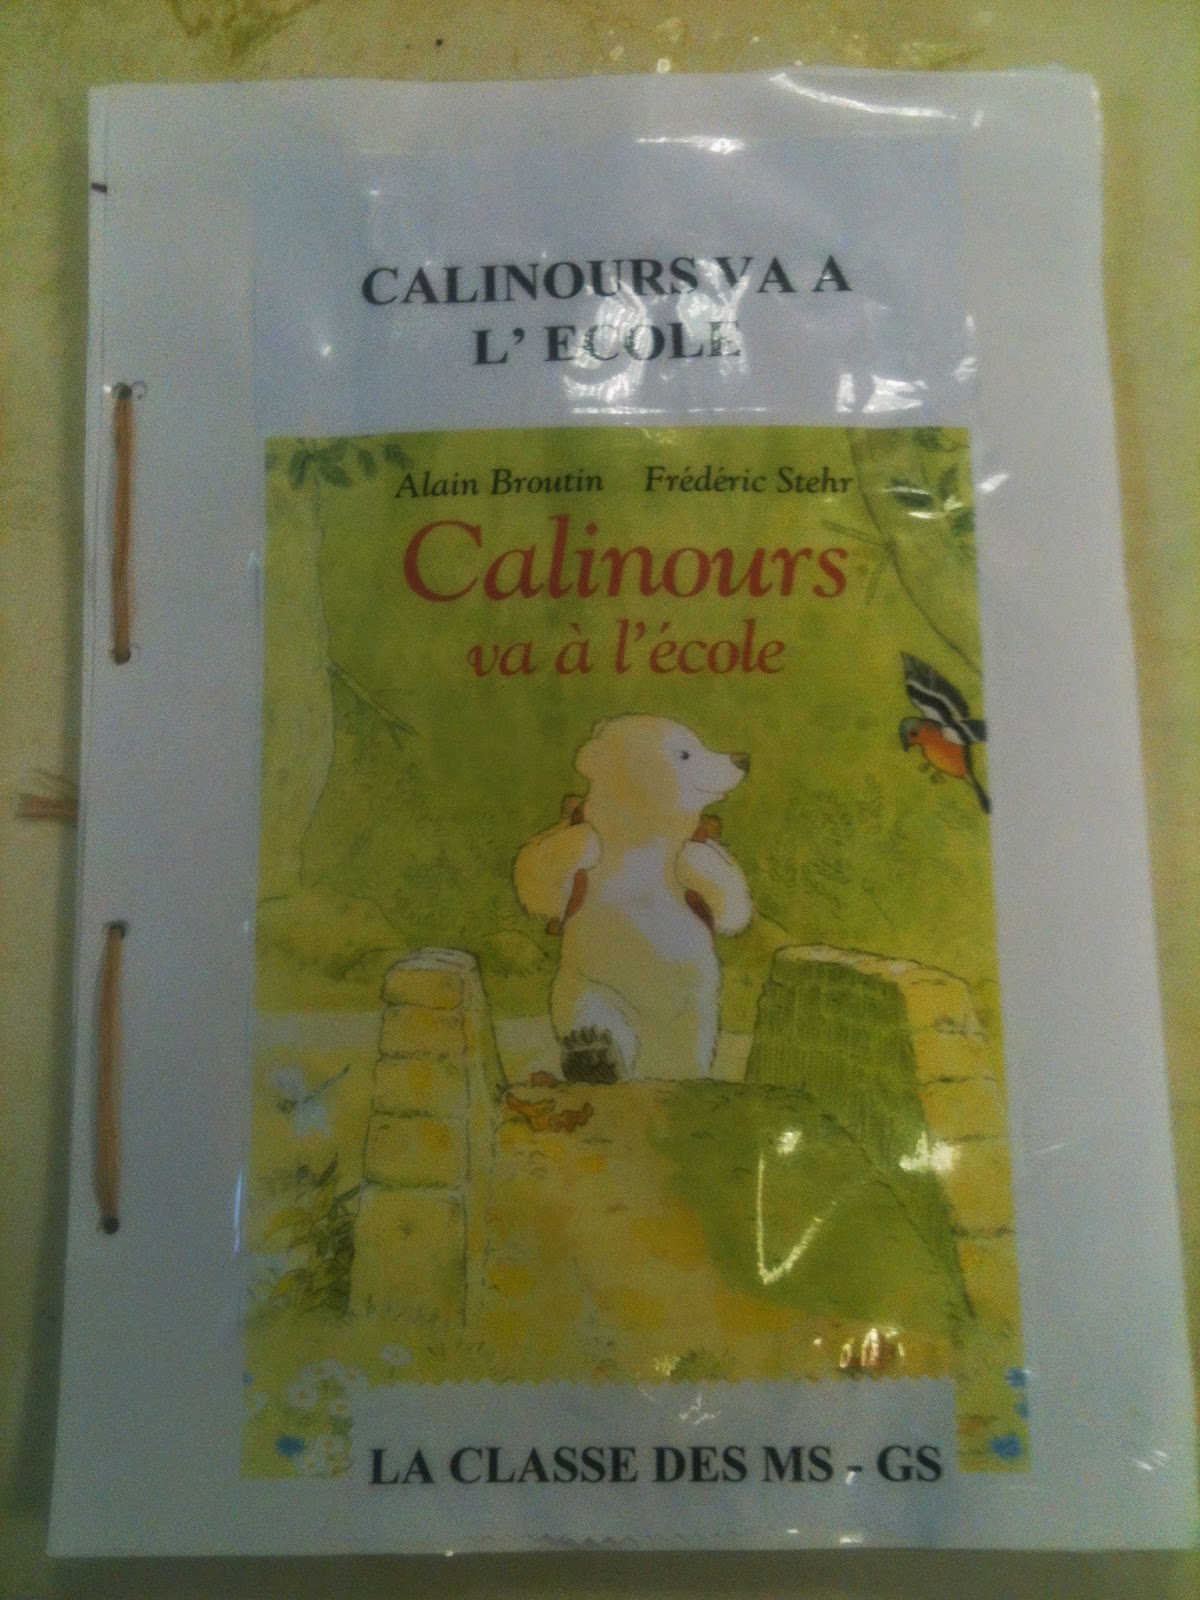 CALINOURS VA A
L' ECOLE
Alain Broutin Frédéric Stehr
Calinours
va à l'école
LA CLASSE DES MS - GS